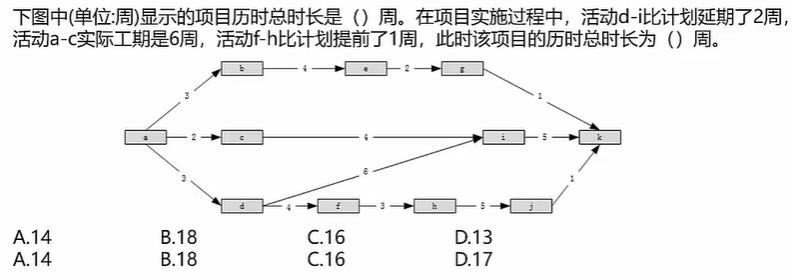 下图中(单位:周)显示的项目历时总时长是（）周。在项目实施过程中，活动d-i比计划延期了2周，
活动a-c实际工期是6周，活动f-h比计划提前了1周，此时该项目的历时总时长为（）周。
b 4 e 2 g
3 1
a 2 c 4 i 5 k
3 6 1
d 4 f 3 h 5 j
A.14 B.18 C.16 D.13
A.14 B.18 C.16 D.17